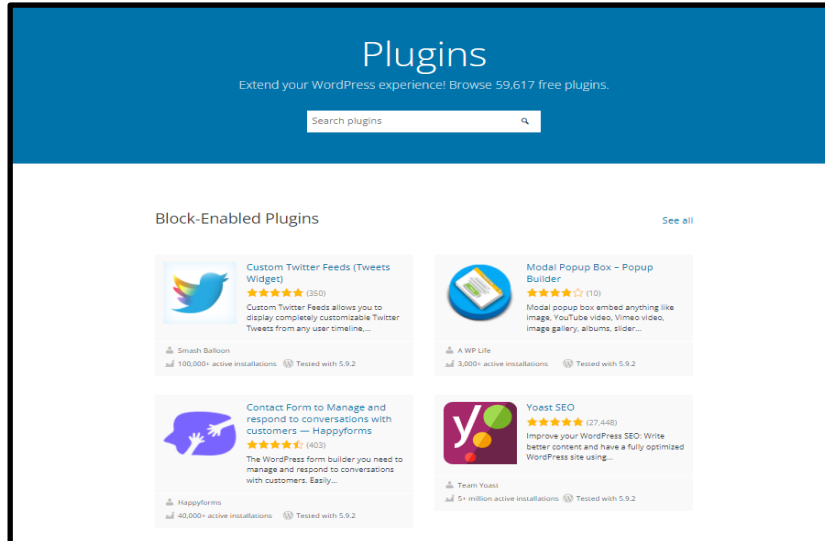 Plugins
Extend your WordPress experience! Browse 59,617 free plugins.
Search plugins
Block-Enabled Plugins
See all
Custom Twitter Feeds (Tweets
Widget)
(350)
Custom Twitter Feeds allows you to
display completely customizable Twitter
Tweets from any user timeline,...
Smash Balloon
100,000+ active installations
Tested with 5.9.2
Modal Popup Box – Popup
Builder
(10)
Modal popup box embed anything like
image, YouTube video, Vimeo video,
image gallery, albums, slider...
A WP Life
3,000+ active installations
Tested with 5.9.2
Contact Form to Manage and
respond to conversations with
customers — Happyforms
(403)
The WordPress form builder you need to
manage and respond to conversations
with customers. Easily...
Happyforms
40,000+ active installations
Tested with 5.9.2
y
Yoast SEO
(27,448)
Improve your WordPress SEO: Write
better content and have a fully optimized
WordPress site using...
Team Yoast
5+ million active installations
Tested with 5.9.2